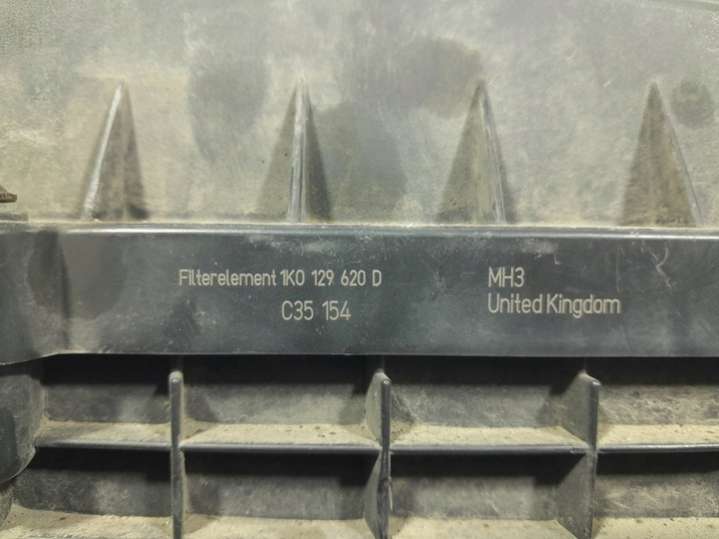 Filterelement 1K0 129 620 D
C35 154
MH3
United Kingdom